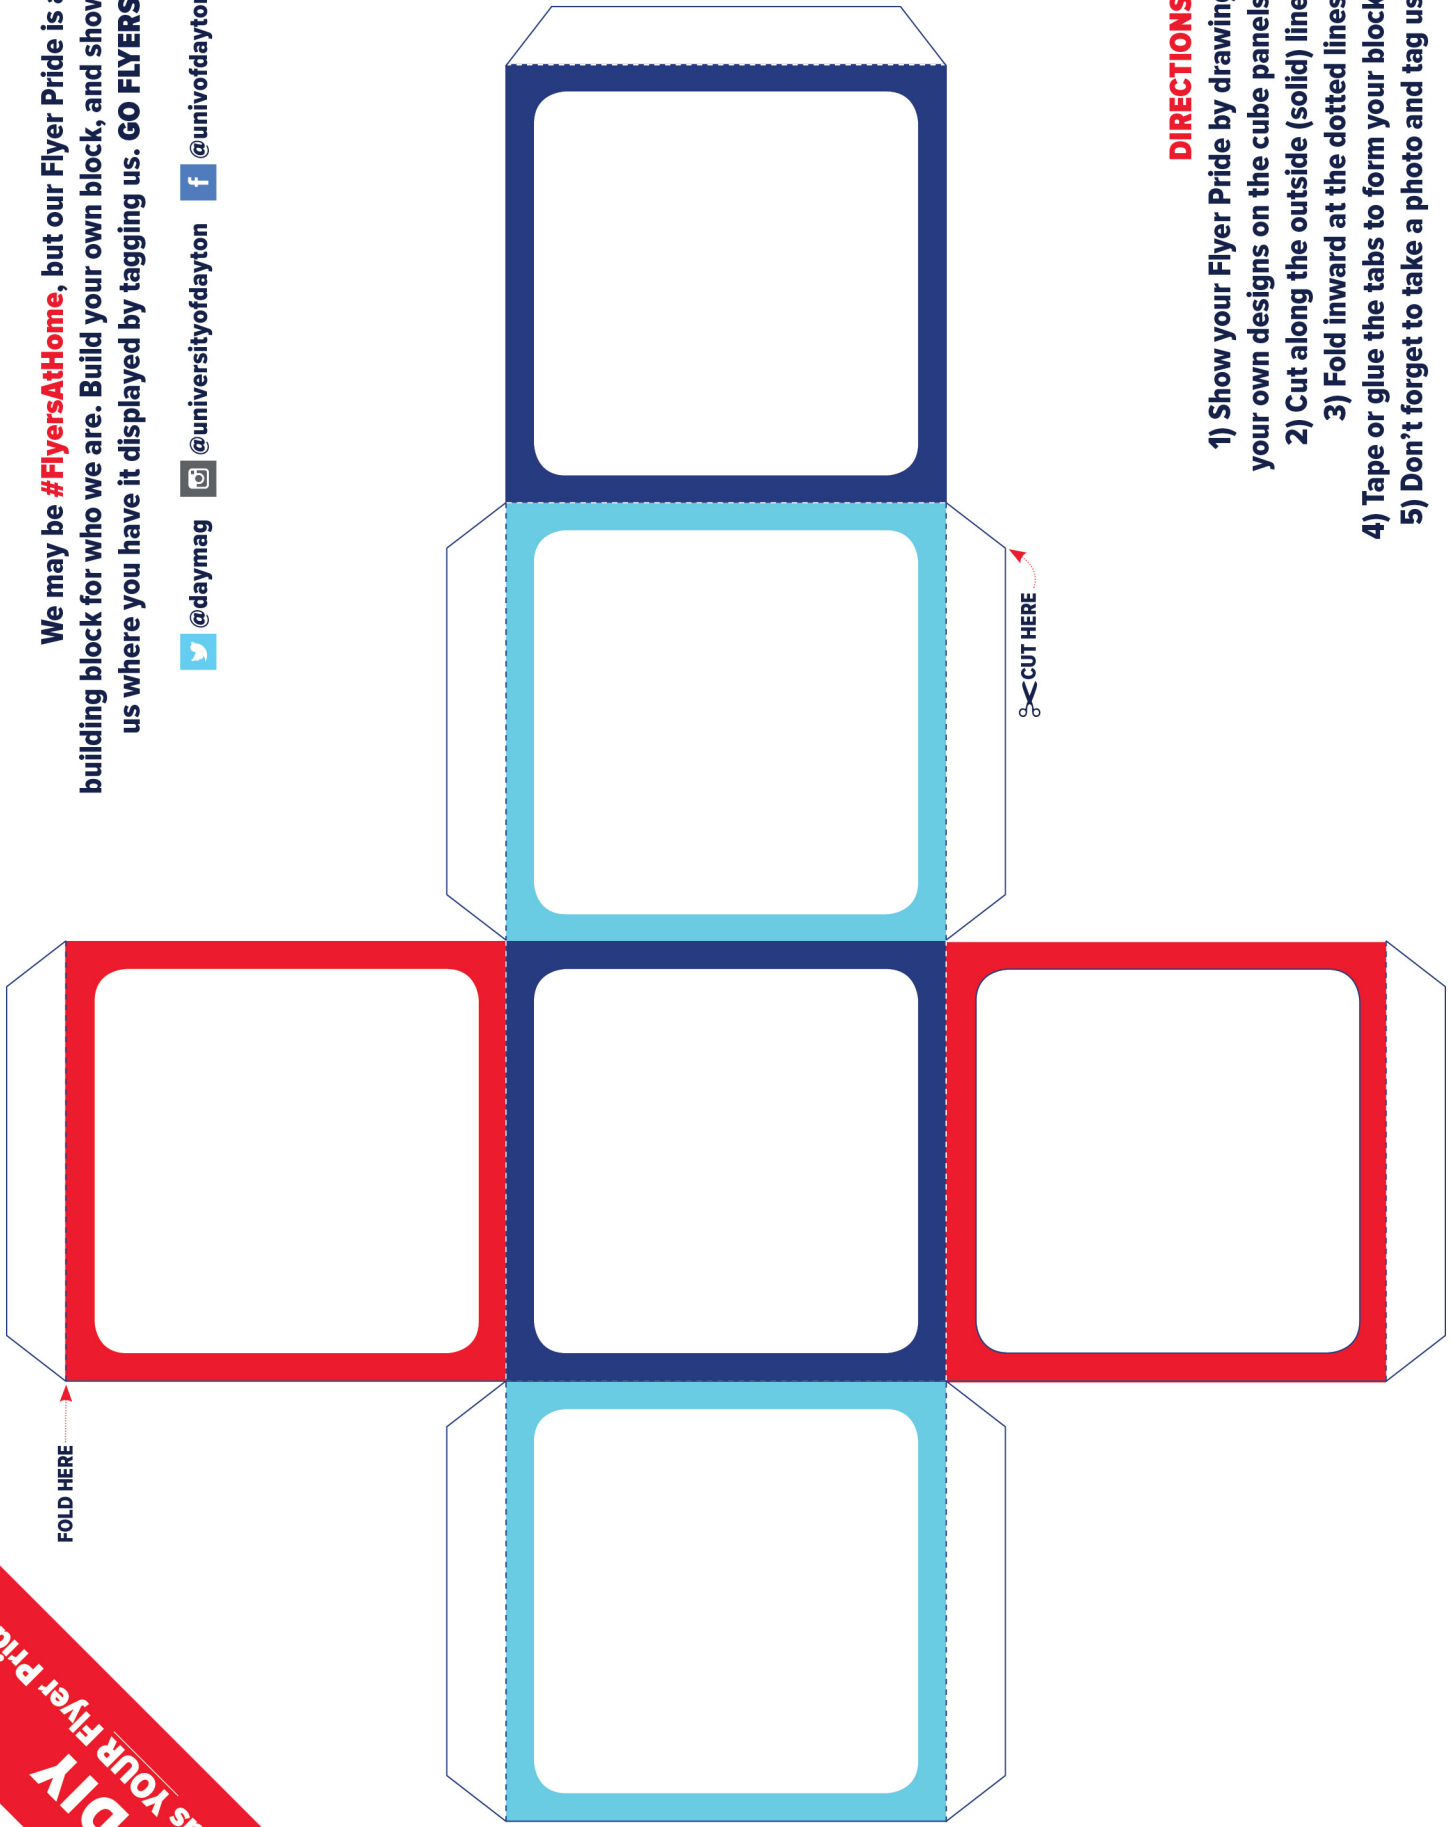 We may be #FlyersAtHome, but our Flyer Pride is a
building block for who we are. Build your own block, and show
us where you have it displayed by tagging us. GO FLYERS
@daymag @universityofdayton @univofdayton
DIRECTIONS
1) Show your Flyer Pride by drawing
your own designs on the cube panels
2) Cut along the outside (solid) line
3) Fold inward at the dotted lines
4) Tape or glue the tabs to form your block
5) Don't forget to take a photo and tag us
CUT HERE
FOLD HERE
DIY
us YOUR Flyer